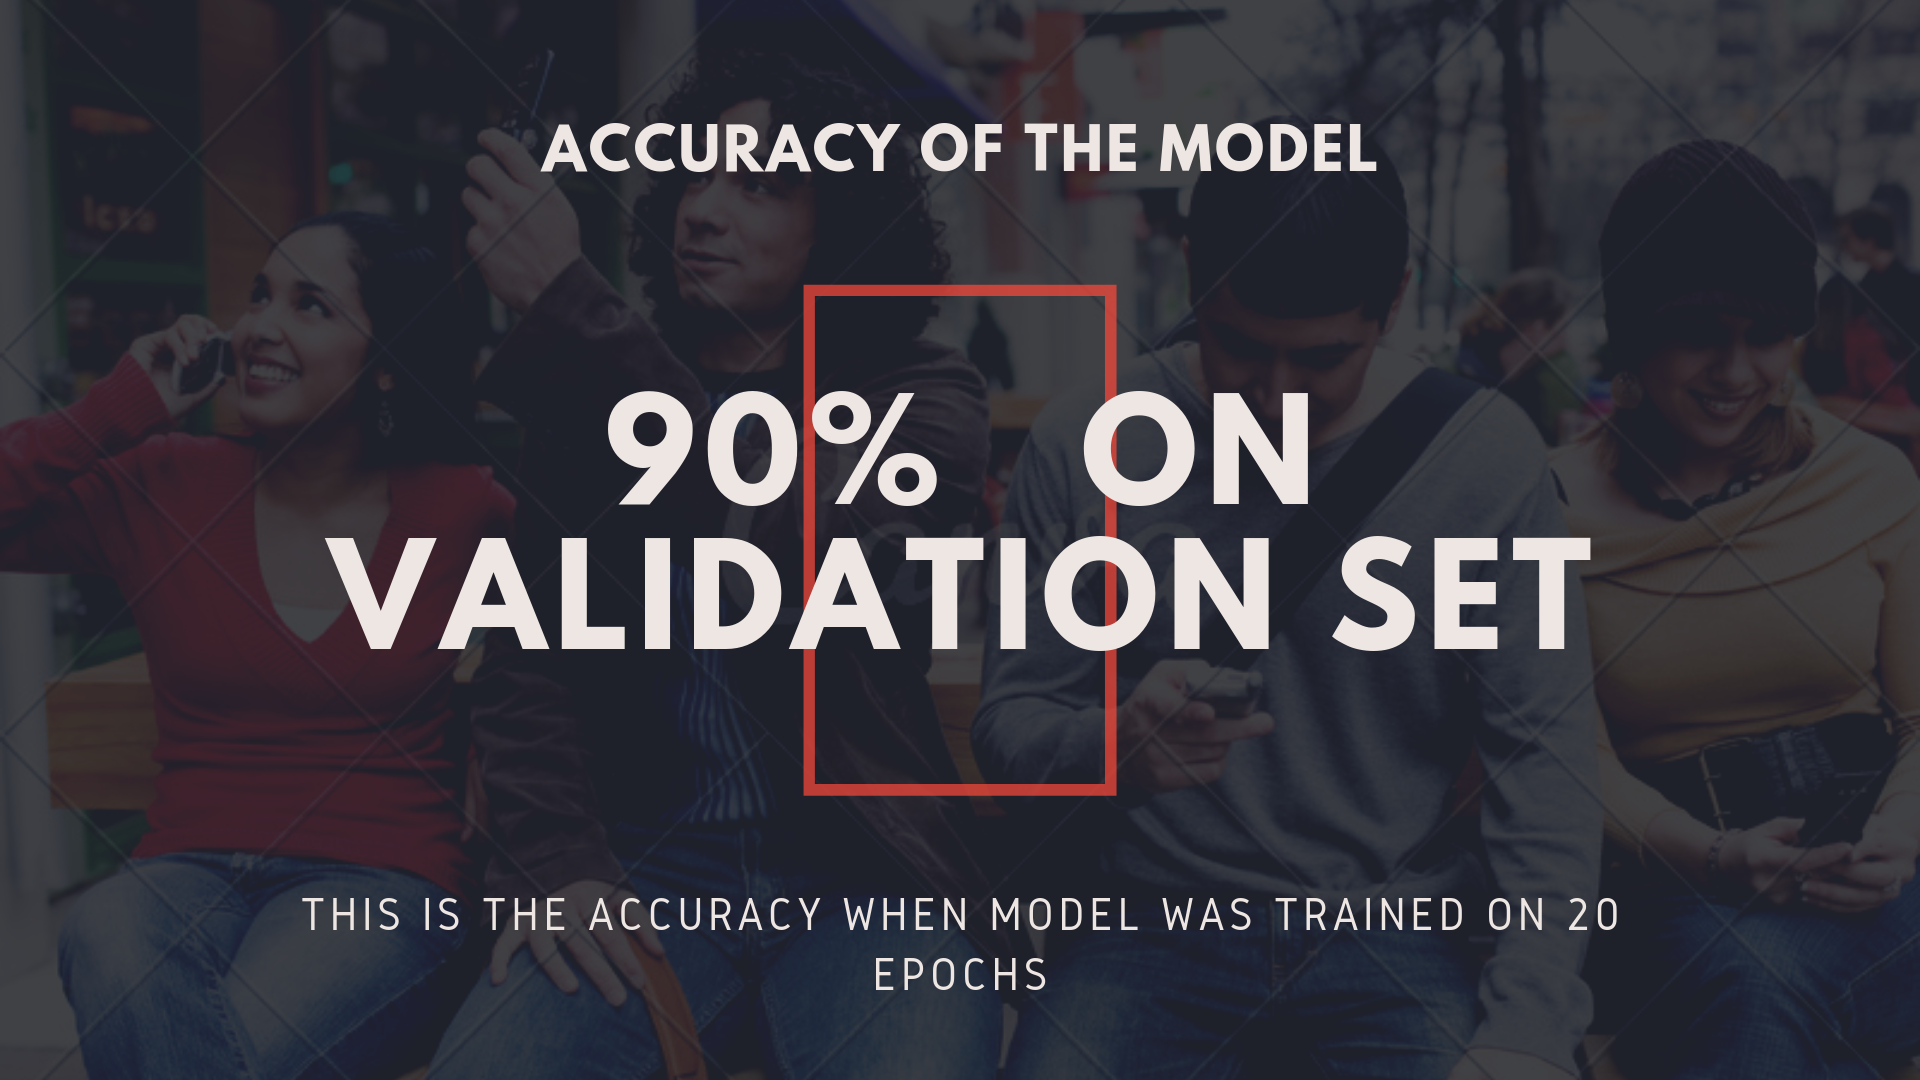 ACCURACY OF THE MODEL
90% ON
VALIDATION SET
THIS IS THE ACCURACY WHEN MODEL WAS TRAINED ON 20
EPOCHS